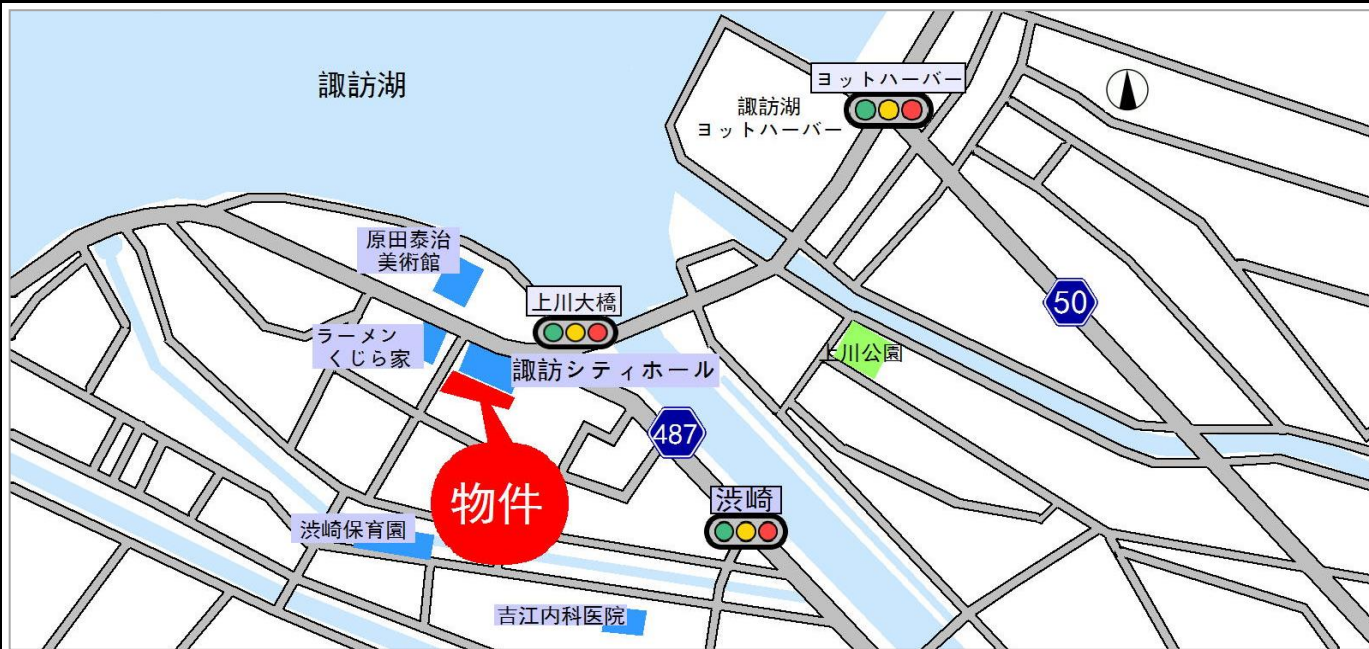 諏訪湖
ヨットハーバー
諏訪湖
ヨットハーバー
原田泰治
美術館
上川大橋
50
ラーメン
くじら家
諏訪シティホール
上川公園
487
物件
渋崎
渋崎保育園
吉江内科医院